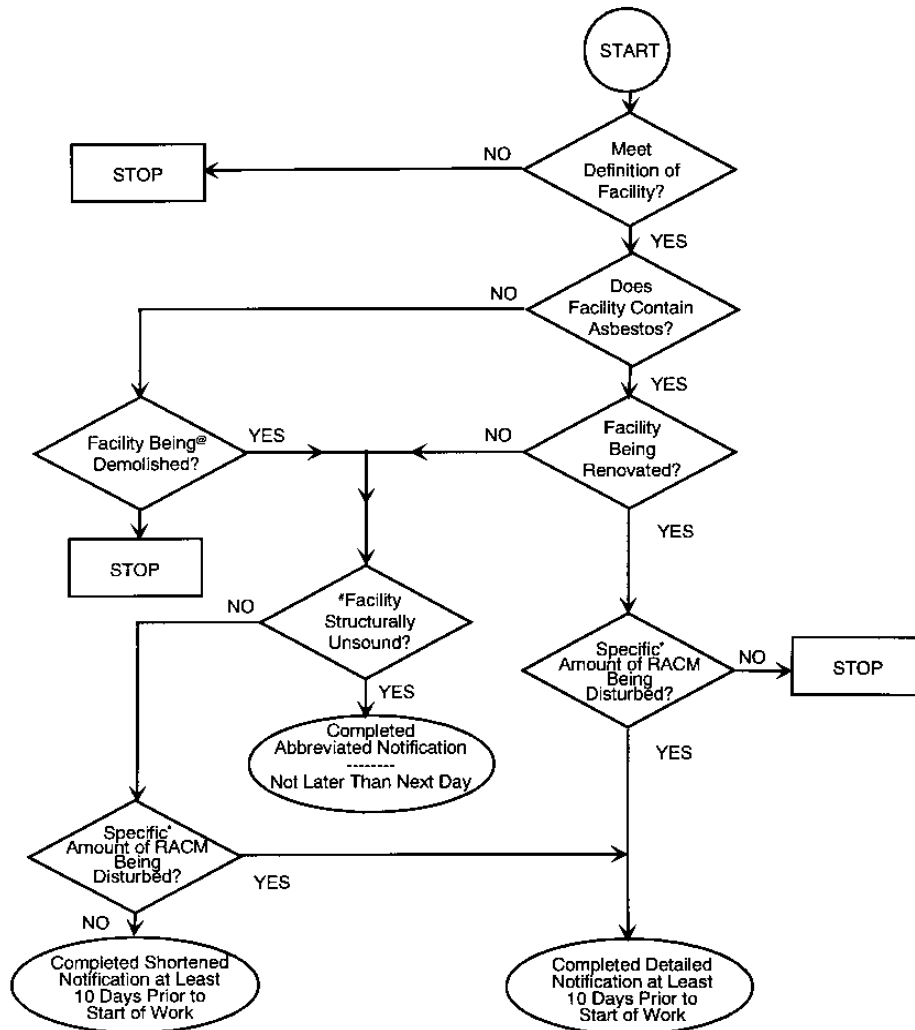 START
Meet
Definition of
Facility?
NO
STOP
YES
Does
Facility Contain
Asbestos?
NO
YES
Facility Being@
Demolished?
YES
NO
Facility
Being
Renovated?
STOP
YES
#Facility
Structurally
Unsound?
NO
YES
Specific*
Amount of RACM
Being
Disturbed?
NO
STOP
YES
Completed
Abbreviated Notification
--------
Not Later Than Next Day
Specific*
Amount of RACM
Being
Disturbed?
YES
NO
Completed Shortened
Notification at Least
10 Days Prior to
Start of Work
Completed Detailed
Notification at Least
10 Days Prior to
Start of Work